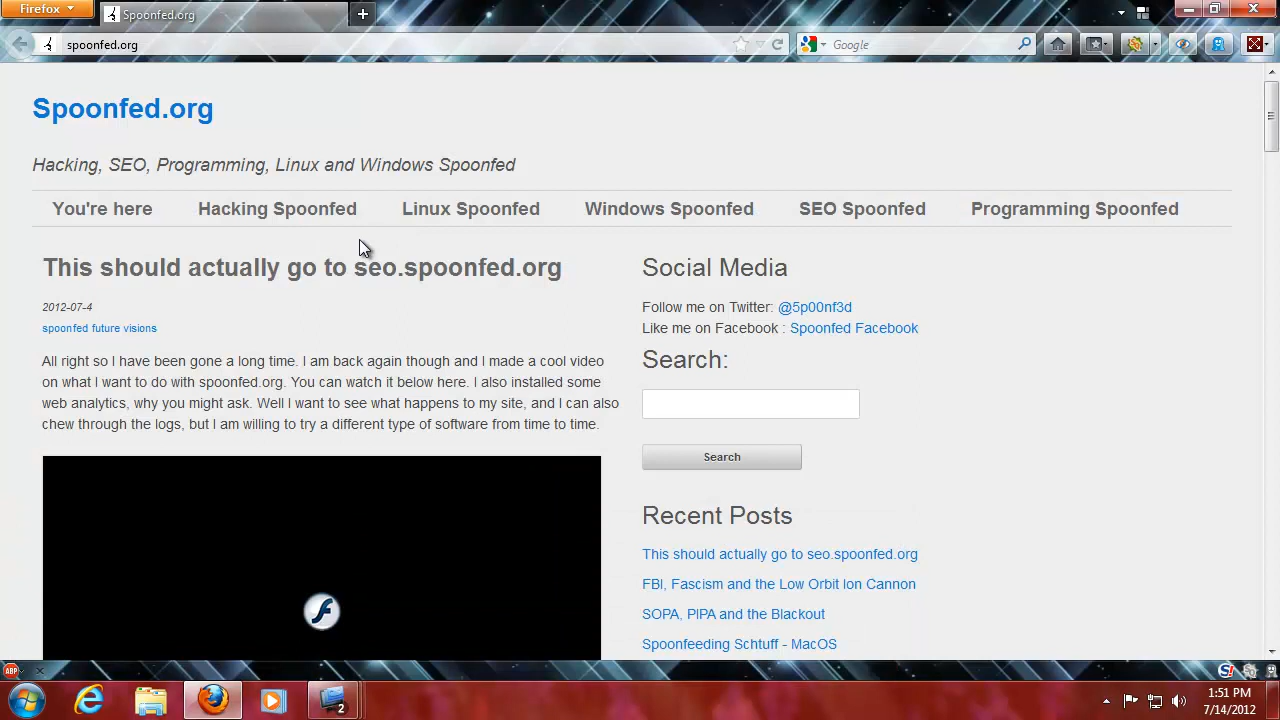 Firefox
Spoonfed.org
spoonfed.org
Google
Spoonfed.org
Hacking, SEO, Programming, Linux and Windows Spoonfed
You're here
Hacking Spoonfed
Linux Spoonfed
Windows Spoonfed
SEO Spoonfed
Programming Spoonfed
This should actually go to seo.spoonfed.org
2012-07-4
spoonfed future visions
All right so I have been gone a long time. I am back again though and I made a cool video
on what I want to do with spoonfed.org. You can watch it below here. I also installed some
web analytics, why you might ask. Well I want to see what happens to my site, and I can also
chew through the logs, but I am willing to try a different type of software from time to time.
Social Media
Follow me on Twitter: @5p00nf3d
Like me on Facebook : Spoonfed Facebook
Search:
Search
Recent Posts
This should actually go to seo.spoonfed.org
FBI, Fascism and the Low Orbit Ion Cannon
SOPA, PIPA and the Blackout
Spoonfeeding Schtuff - MacOS
ABP
S!
2
1:51 PM
7/14/2012